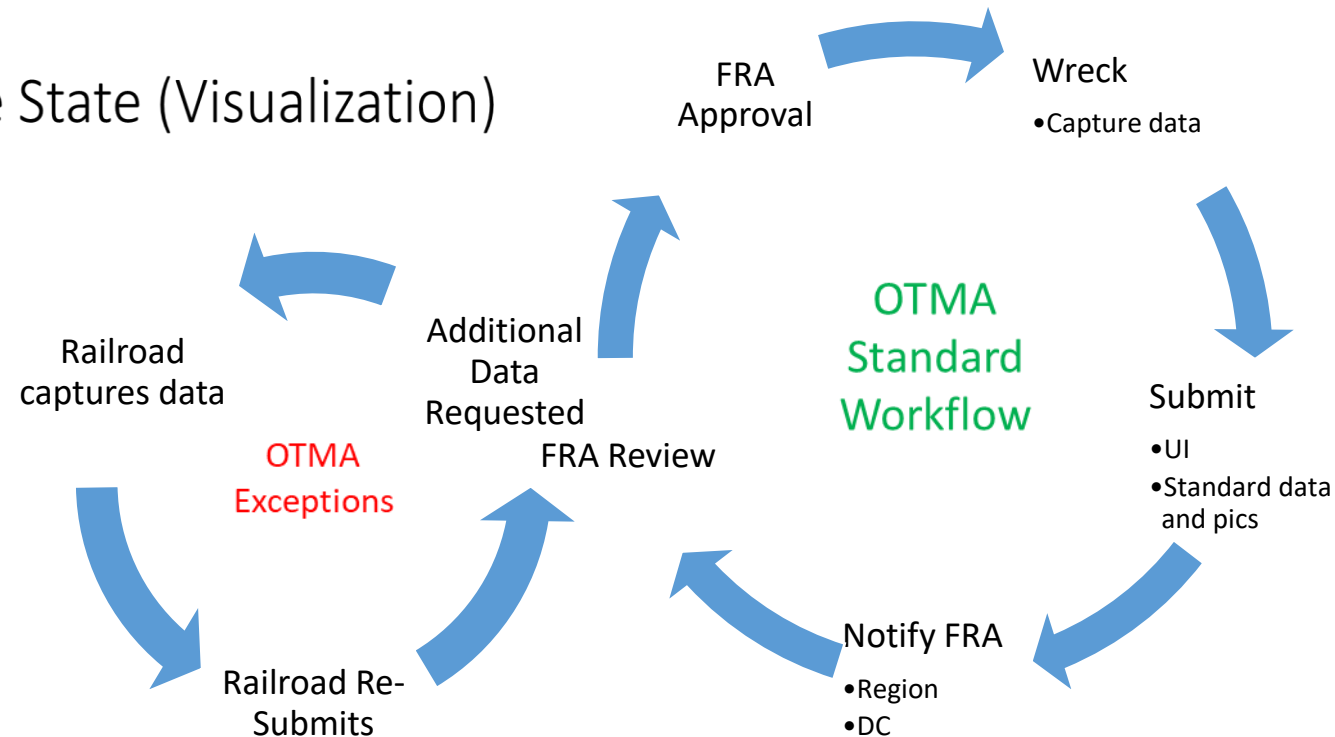 State (Visualization)
FRA
Approval
Wreck
•Capture data
OTMA
Standard
Workflow
Submit
•UI
•Standard data
and pics
Notify FRA
•Region
•DC
FRA Review
Additional
Data
Requested
Railroad
captures data
OTMA
Exceptions
Railroad Re-
Submits